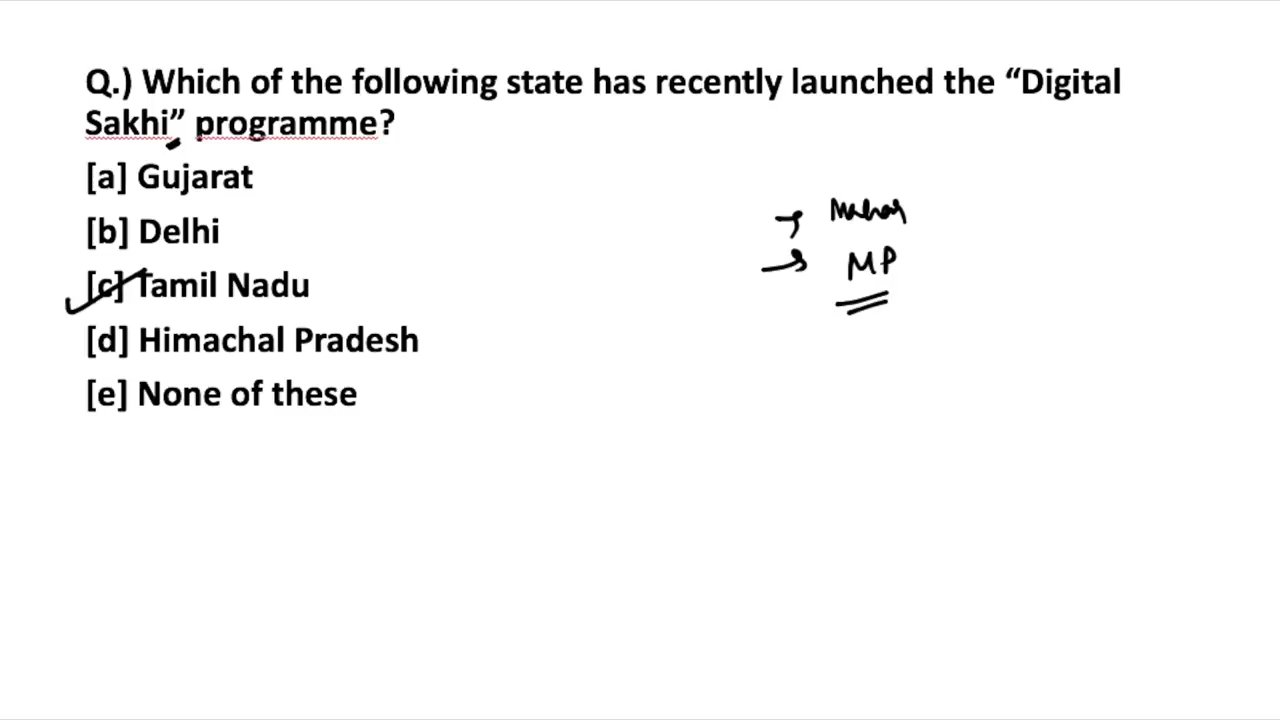 Q.) Which of the following state has recently launched the “Digital
Sakhi” programme?
[a] Gujarat
[b] Delhi
[c] Tamil Nadu
[d] Himachal Pradesh
[e] None of these
Mahar
MP